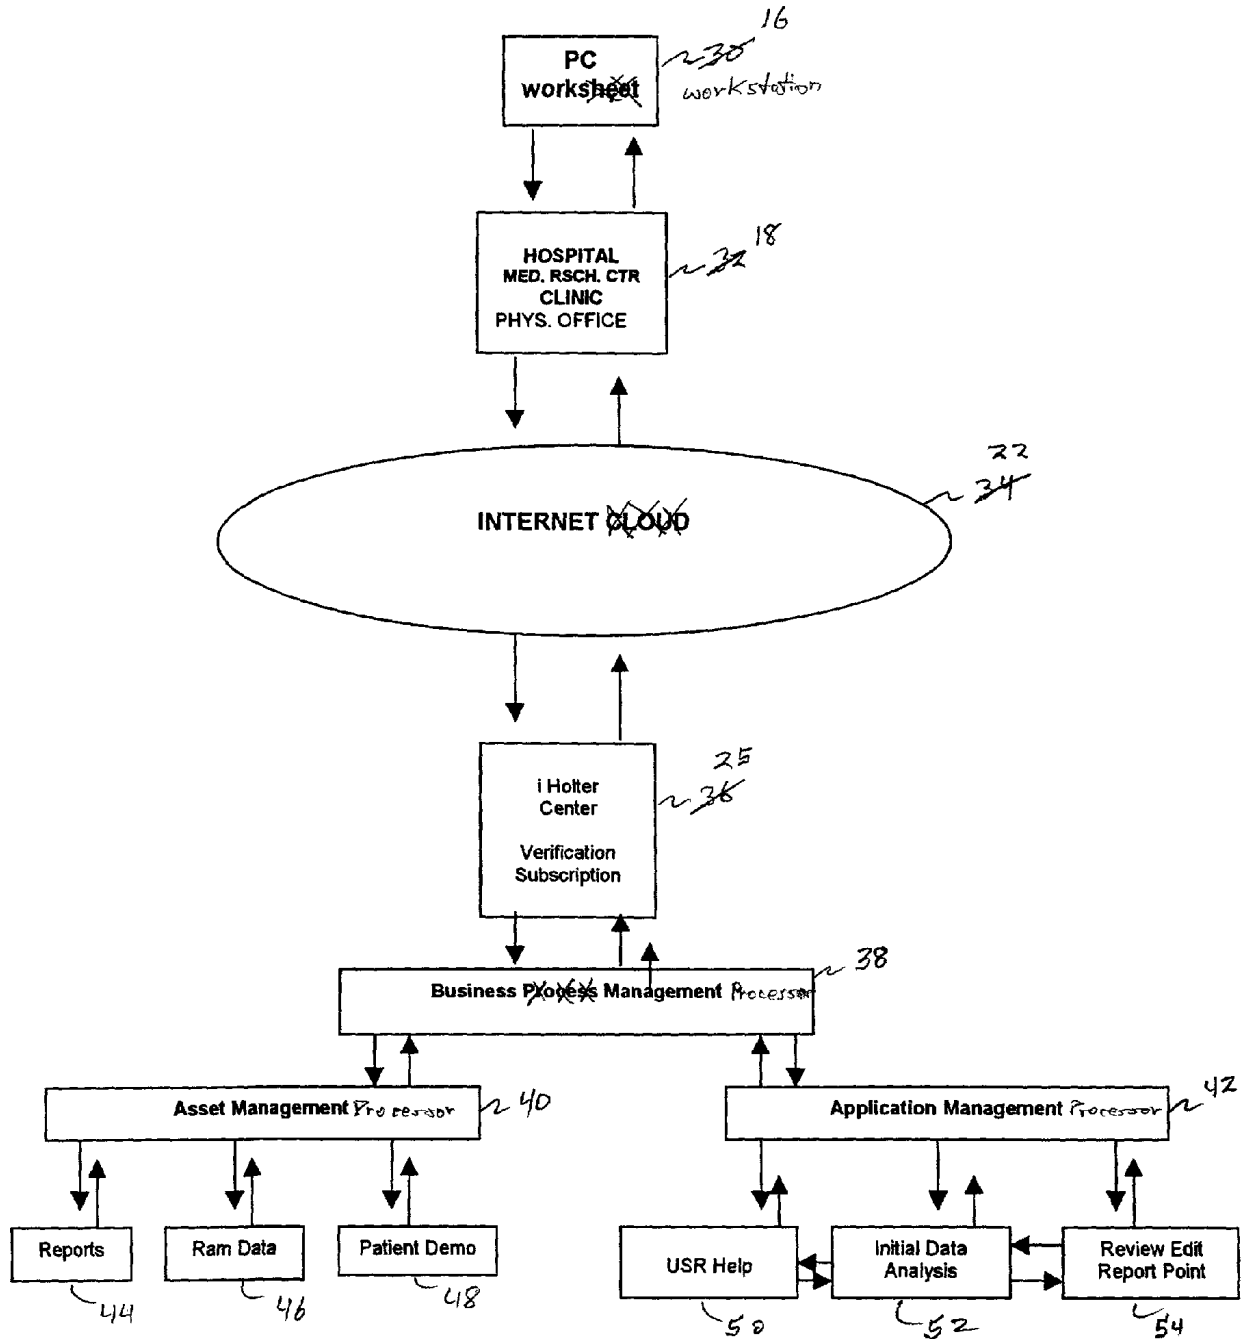 16
PC
30
worksheet workstation
18
HOSPITAL
32
MED. RSCH. CTR
CLINIC
PHYS. OFFICE
22
34
INTERNET CLOUD
25
i Holter
36
Center
Verification
Subscription
38
Business Process Management Processor
Asset Management Processor 40
Application Management Processor 42
Reports
Ram Data
Patient Demo
USR Help
Initial Data
Analysis
Review Edit
Report Point
44
46
48
50
52
54